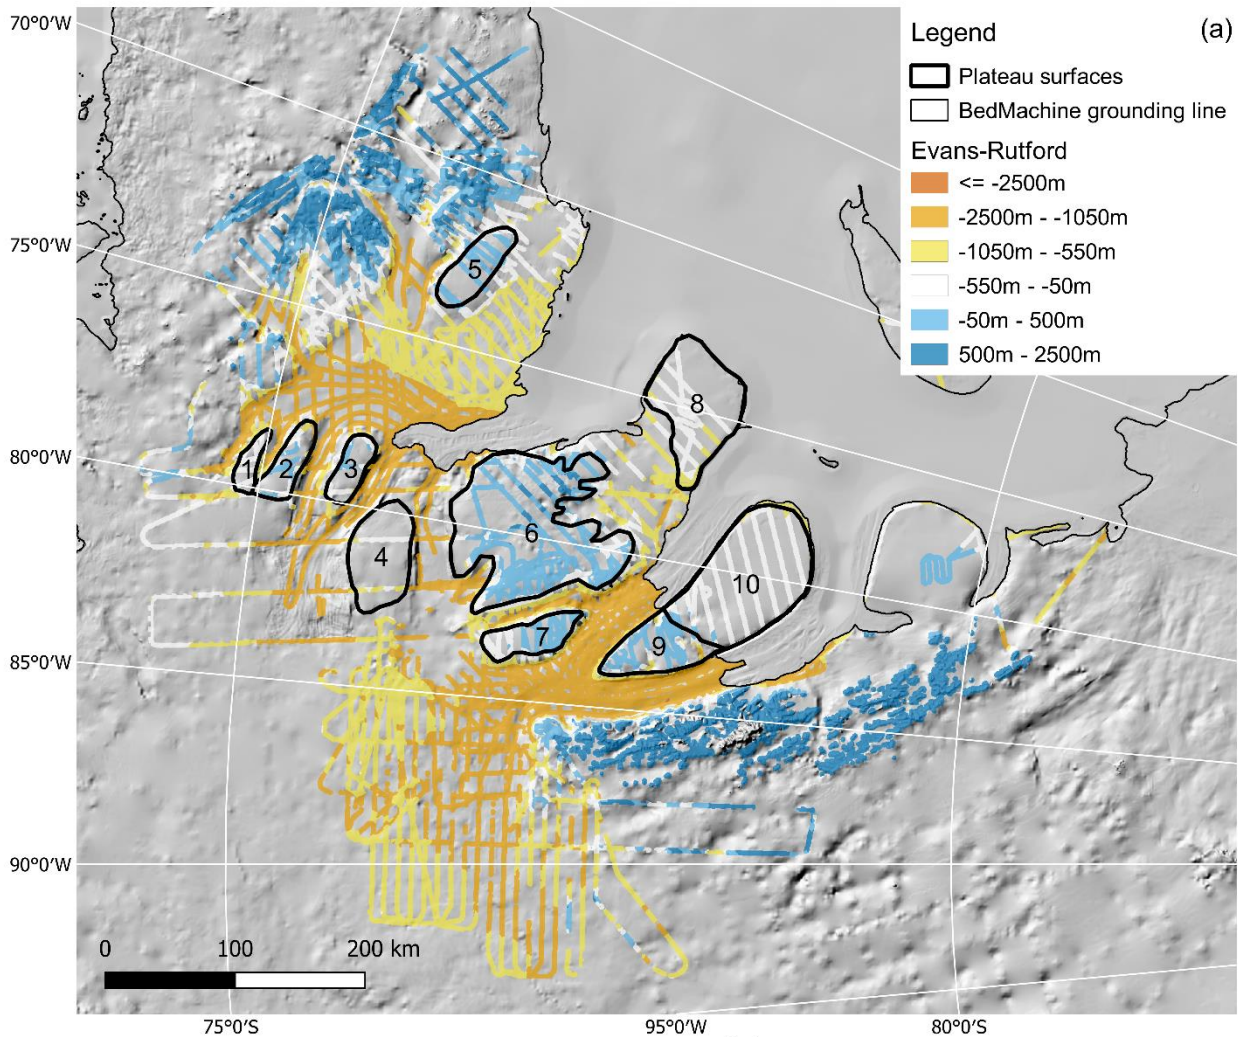 70°0′W
Legend
(a)
Plateau surfaces
BedMachine grounding line
Evans-Rutford
<= -2500m
-2500m - -1050m
-1050m - -550m
-550m - -50m
-50m - 500m
500m - 2500m
75°0′W
5
8
80°0′W
1
2
3
6
4
10
7
9
85°0′W
90°0′W
0
100
200 km
75°0′S
95°0′W
80°0′S